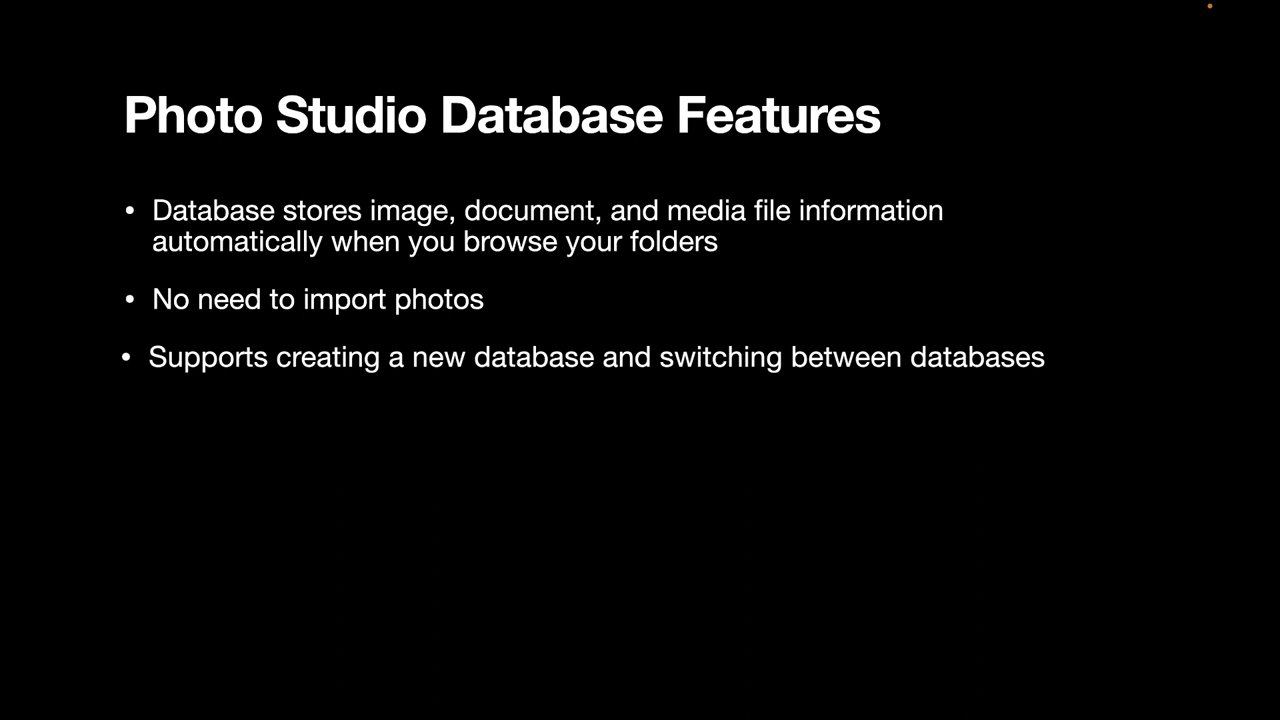 Photo Studio Database Features
• Database stores image, document, and media file information
automatically when you browse your folders
• No need to import photos
• Supports creating a new database and switching between databases